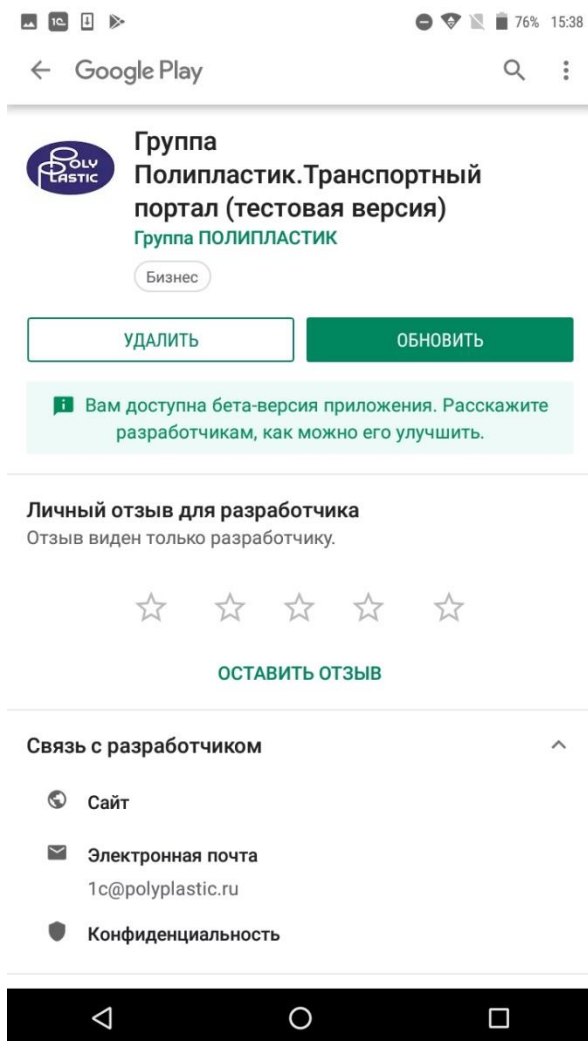 1C
76% 15:38
Google Play
POLY
PLASTIC
Группа
Полипластик.Транспортный
портал (тестовая версия)
Группа ПОЛИПЛАСТИК
Бизнес
УДАЛИТЬ
ОБНОВИТЬ
Вам доступна бета-версия приложения. Расскажите
разработчикам, как можно его улучшить.
Личный отзыв для разработчика
Отзыв виден только разработчику.
ОСТАВИТЬ ОТЗЫВ
Связь с разработчиком
Сайт
Электронная почта
1c@polyplastic.ru
Конфиденциальность